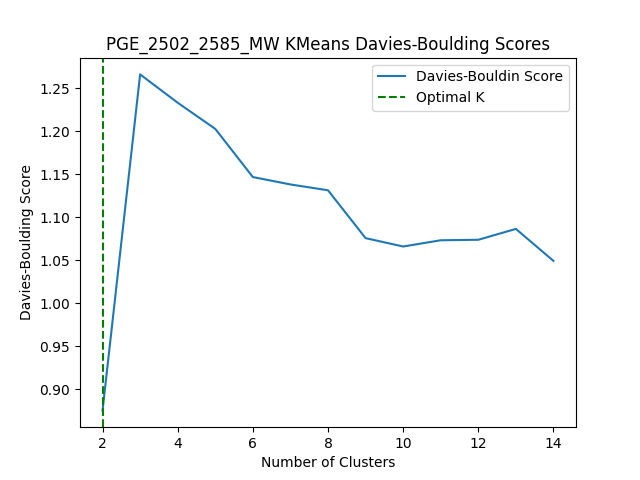 PGE_2502_2585_MW KMeans Davies-Boulding Scores
Davies-Bouldin Score
Optimal K
Davies-Boulding Score
1.25
1.20
1.15
1.10
1.05
1.00
0.95
0.90
2 4 6 8 10 12 14
Number of Clusters